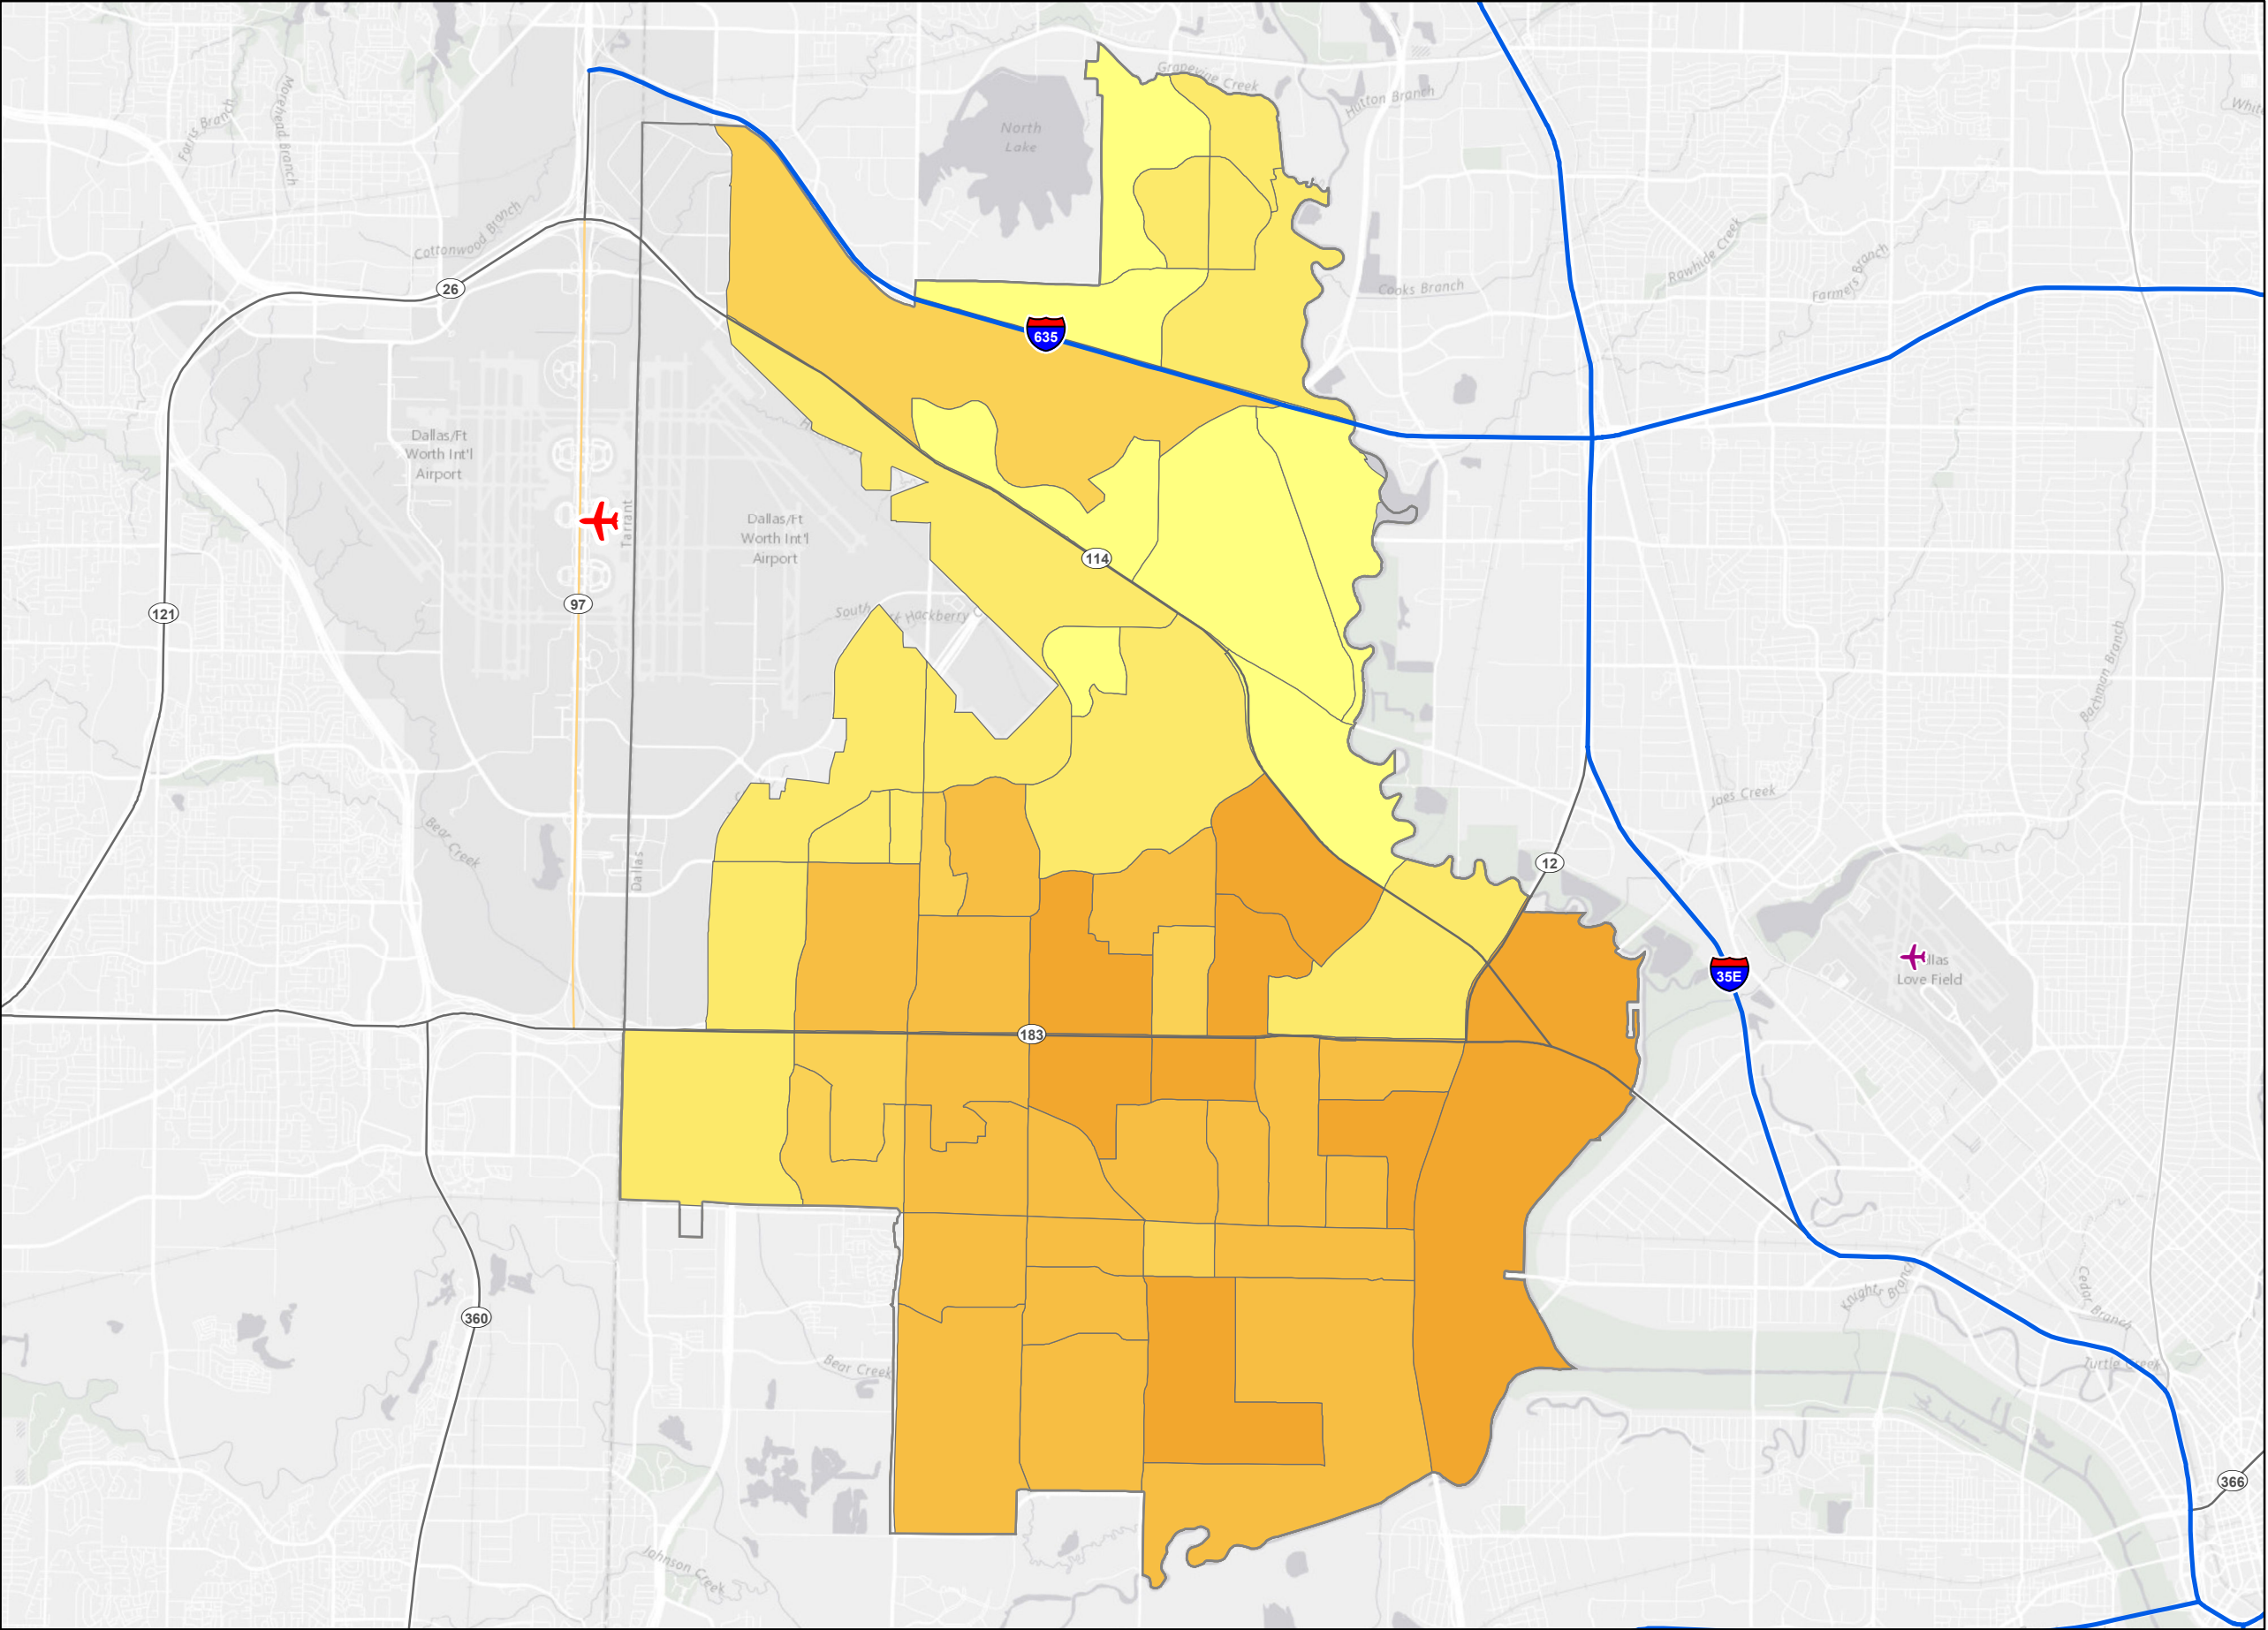 Grapevine Creek
Hutton Branch
Farris Branch
Morehead Branch
North
Lake
Cottonwood Branch
Rawhide Creek
Farmers Branch
Cooks Branch
26
635
Dallas/Ft
Worth Int'l
Airport
Tarrant
Dallas/Ft
Worth Int'l
Airport
114
97
121
South
Hackberry
Bachman Branch
Joes Creek
Bear Creek
Dallas
12
35E
Love Field
183
Knights Branch
Cedar Branch
360
Bear Creek
Turtle Creek
366
Johnson Creek